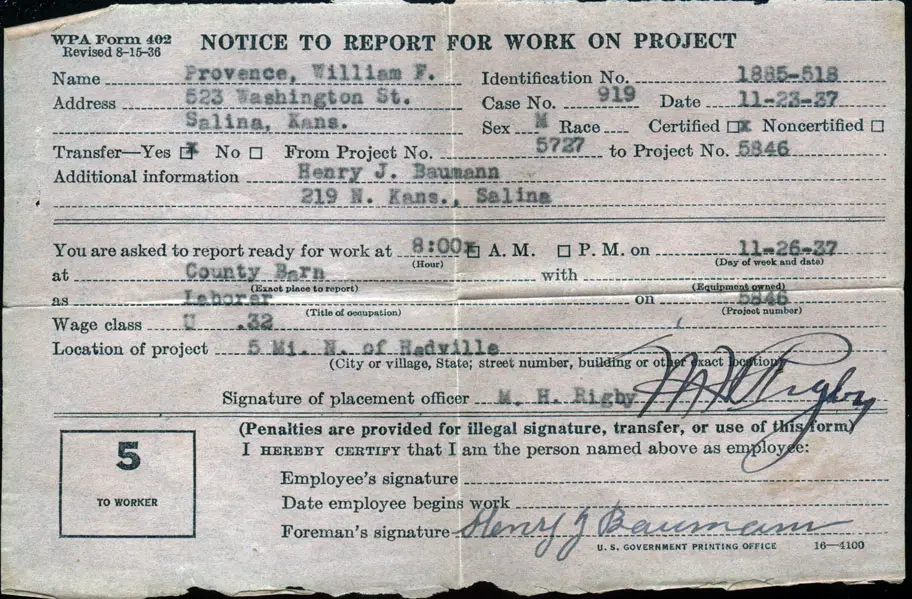 WPA Form 402
Revised 8-15-36
NOTICE TO REPORT FOR WORK ON PROJECT
Name Provence, William F. Identification No. 1885-518
Address 523 Washington St. Case No. 919 Date 11-23-37
Salina, Kans. Sex M Race Certified ☒ Noncertified ☐
Transfer—Yes ☒ No ☐ From Project No. 5727 to Project No. 5846
Additional information Henry J. Baumann
219 N. Kans., Salina
You are asked to report ready for work at 8:00 ☒ A. M. ☐ P. M. on 11-26-37
(Hour) (Day of week and date)
at County Barn with
(Exact place to report) (Equipment owned)
as Laborer on 5846
(Title of occupation) (Project number)
Wage class U .32
Location of project 5 Mi. N. of Hedville
(City or village, State; street number, building or other exact location)
Signature of placement officer M. H. Rigby M H Rigby
(Penalties are provided for illegal signature, transfer, or use of this form)
I HEREBY CERTIFY that I am the person named above as employee:
5
TO WORKER
Employee's signature
Date employee begins work
Foreman's signature Henry J Baumann
U. S. GOVERNMENT PRINTING OFFICE 16—4100